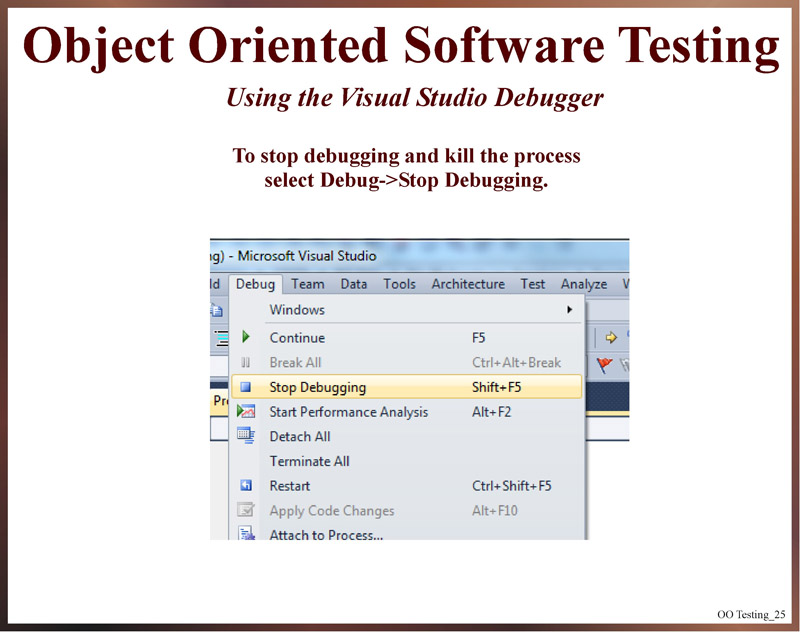 Object Oriented Software Testing
Using the Visual Studio Debugger
To stop debugging and kill the process
select Debug->Stop Debugging.
ng) - Microsoft Visual Studio
ld Debug Team Data Tools Architecture Test Analyze W
Windows
Continue F5
Break All Ctrl+Alt+Break
Stop Debugging Shift+F5
Pro
Start Performance Analysis Alt+F2
Detach All
Terminate All
Restart Ctrl+Shift+F5
Apply Code Changes Alt+F10
Attach to Process...
OO Testing_25